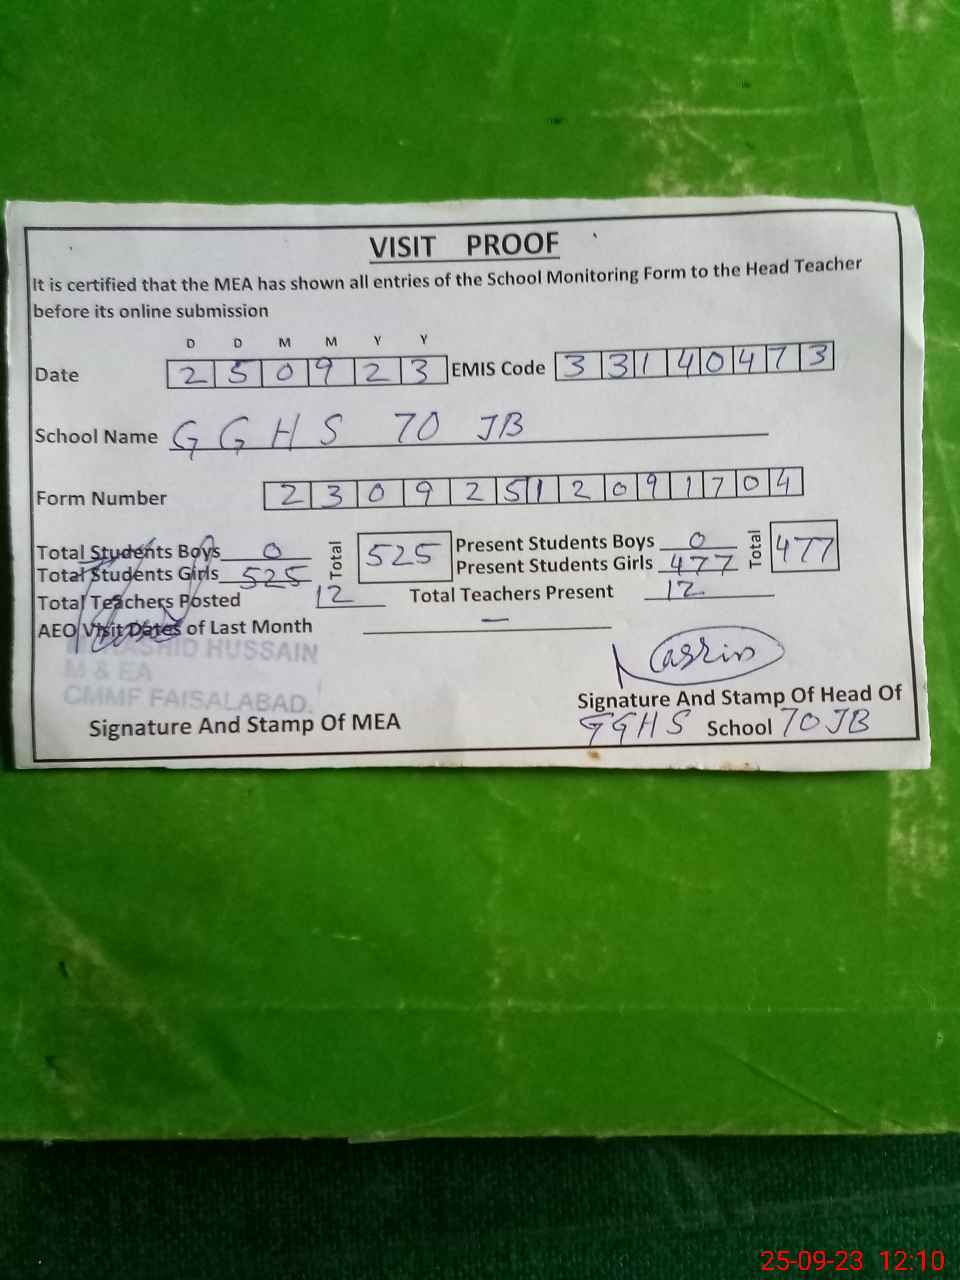 VISIT PROOF
It is certified that the MEA has shown all entries of the School Monitoring Form to the Head Teacher
before its online submission
D D M M Y Y
Date 2 5 0 9 2 3 EMIS Code 3 3 1 4 0 4 7 3
School Name G G H S 70 JB
Form Number 2 3 0 9 2 5 1 2 0 9 1 7 0 4
Total Students Boys 0 Total 525 Present Students Boys 0 Total 477
Total Students Girls 525 Present Students Girls 477
Total Teachers Posted 12 Total Teachers Present 12
AEO Visit Dates of Last Month —
HUSSAIN
M & EA
CMMF FAISALABAD.
Signature And Stamp Of MEA
Signature And Stamp Of Head Of
GGHS School 70 JB
25-09-23 12:10